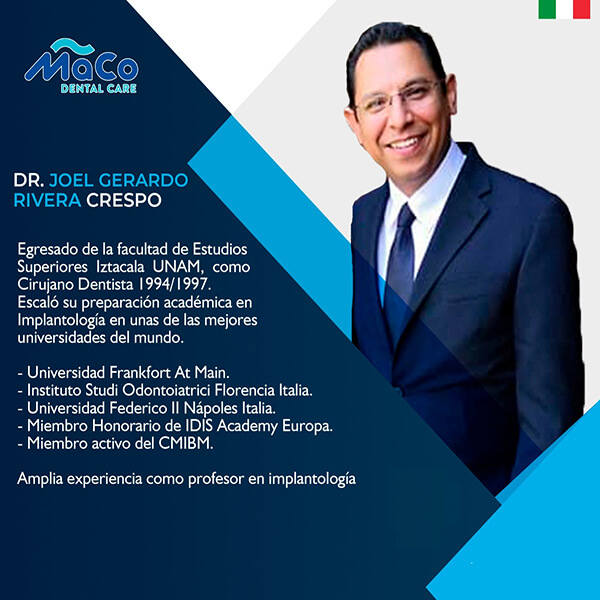 MaCo
DENTAL CARE
DR. JOEL GERARDO
RIVERA CRESPO
Egresado de la facultad de Estudios
Superiores Iztacala UNAM, como
Cirujano Dentista 1994/1997.
Escaló su preparación académica en
Implantología en unas de las mejores
universidades del mundo.
- Universidad Frankfort At Main.
- Instituto Studi Odontoiatrici Florencia Italia.
- Universidad Federico II Nápoles Italia.
- Miembro Honorario de IDIS Academy Europa.
- Miembro activo del CMIBM.
Amplia experiencia como profesor en implantología